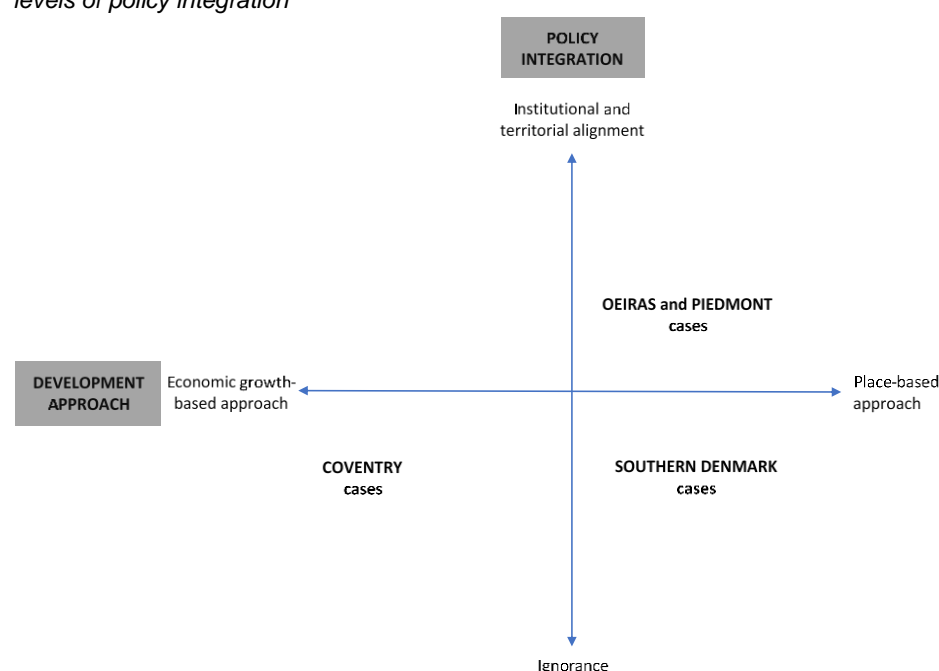 levels of policy integration
POLICY
INTEGRATION
Institutional and
territorial alignment
OEIRAS and PIEDMONT
cases
DEVELOPMENT
APPROACH
Economic growth-
based approach
Place-based
approach
COVENTRY
cases
SOUTHERN DENMARK
cases
Ignorance